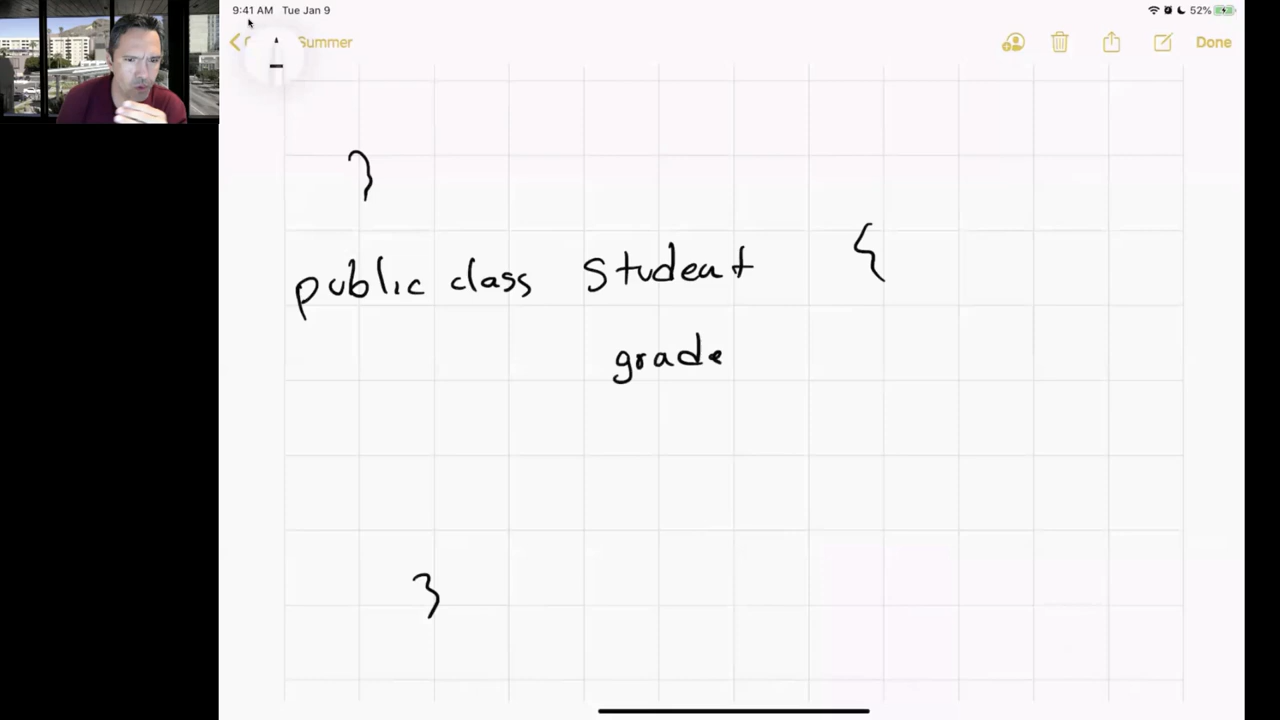 9:41 AM Tue Jan 9 52%
Summer Done
}
public class Student {
grade
}